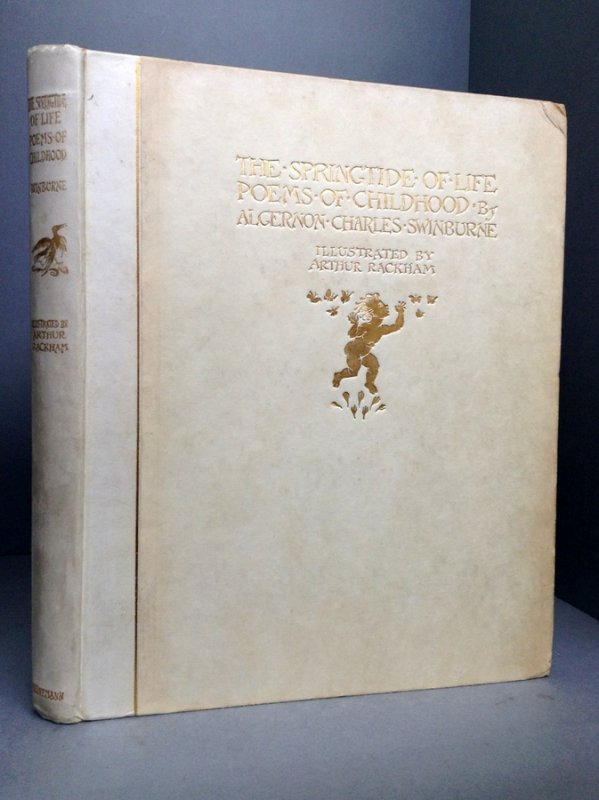 THE SPRINGTIDE
OF LIFE
POEMS·OF
CHILDHOOD
SWINBURNE
ILLUSTRATED BY
ARTHUR
RACKHAM
HEINEMANN
THE·SPRINGTIDE·OF·LIFE
POEMS·OF·CHILDHOOD·By
ALGERNON·CHARLES·SWINBURNE
ILLUSTRATED BY
ARTHUR RACKHAM